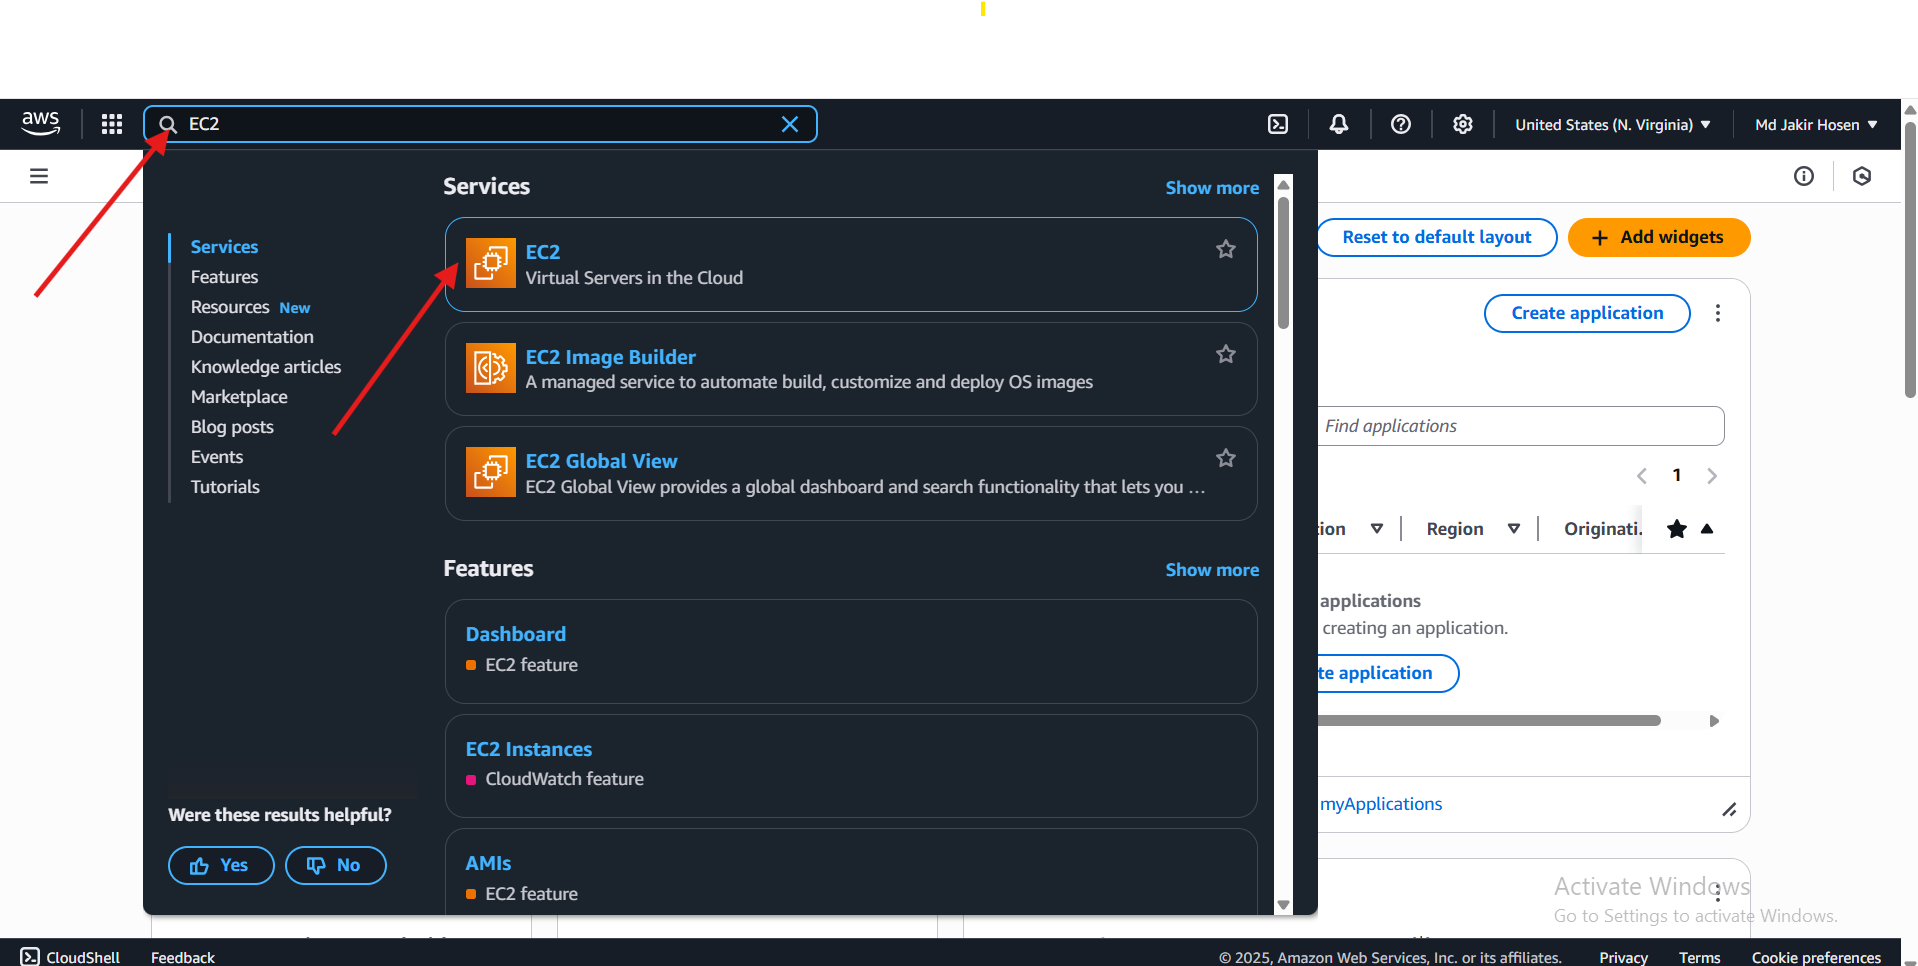 aws
EC2
United States (N. Virginia)
Md Jakir Hosen
Services
Features
Resources New
Documentation
Knowledge articles
Marketplace
Blog posts
Events
Tutorials
Were these results helpful?
Yes
No
Services
Show more
EC2
Virtual Servers in the Cloud
EC2 Image Builder
A managed service to automate build, customize and deploy OS images
EC2 Global View
EC2 Global View provides a global dashboard and search functionality that lets you ...
Features
Show more
Dashboard
EC2 feature
EC2 Instances
CloudWatch feature
AMIs
EC2 feature
Reset to default layout
+ Add widgets
Create application
Find applications
1
Region
Originati.
applications
creating an application.
application
myApplications
Activate Windows
Go to Settings to activate Windows.
CloudShell
Feedback
© 2025, Amazon Web Services, Inc. or its affiliates.
Privacy
Terms
Cookie preferences